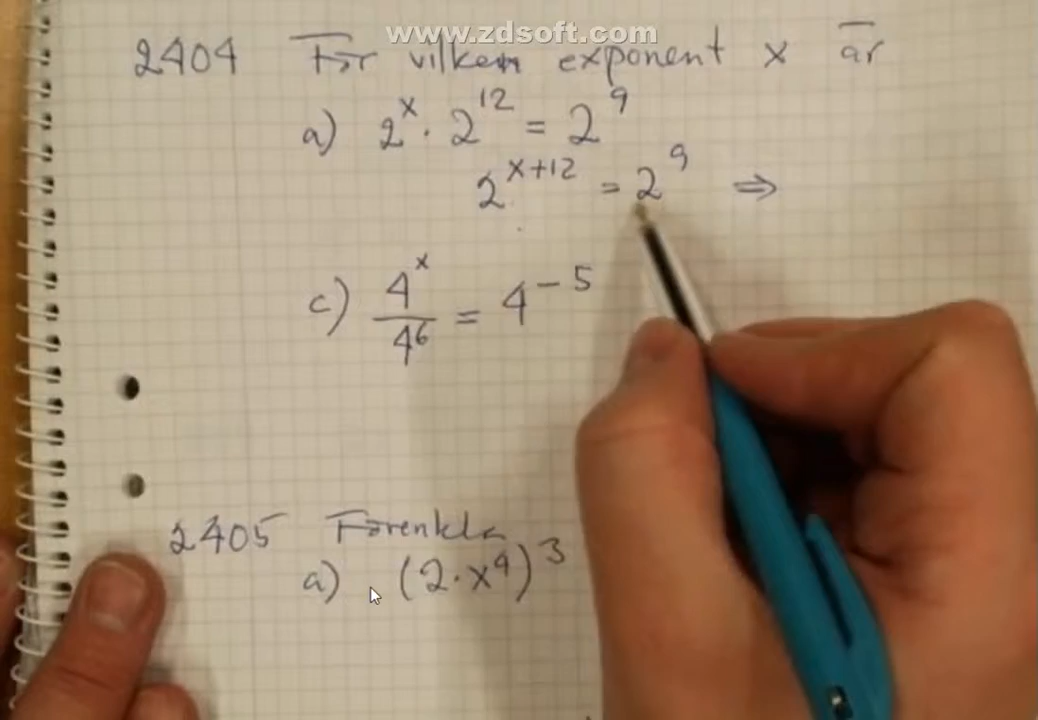 www.zdsoft.com
2404 För vilken exponent x är
a) 2^x · 2^12 = 2^9
2^(x+12) = 2^9 ⇒
c) 4^x / 4^6 = 4^-5
2405 Förenkla
a) (2·x^4)^3